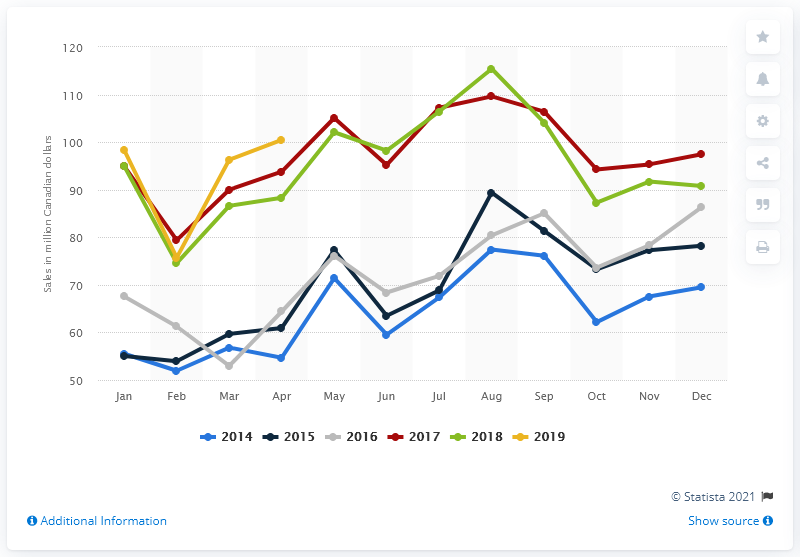 120
110
100
90
80
70
60
50
Sales in million Canadian dollars
Jan Feb Mar Apr May Jun Jul Aug Sep Oct Nov Dec
2014 2015 2016 2017 2018 2019
© Statista 2021
Additional Information
Show source